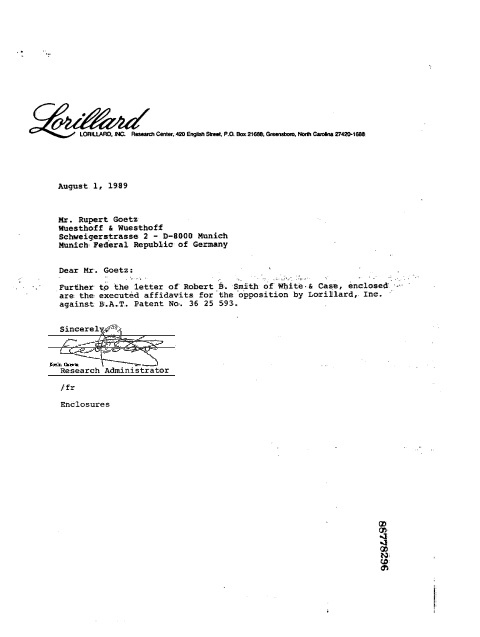 Lorillard
LORILLARD, INC. Research Center, 420 English Street, P.O. Box 21688, Greensboro, North Carolina 27420-1688
August 1, 1989
Mr. Rupert Goetz
Wuesthoff & Wuesthoff
Schweigerstrasse 2 - D-8000 Munich
Munich Federal Republic of Germany
Dear Mr. Goetz:
Further to the letter of Robert B. Smith of White & Case, enclosed
are the executed affidavits for the opposition by Lorillard, Inc.
against B.A.T. Patent No. 36 25 593.
Sincerely,
Research Administrator
/fr
Enclosures
86778296